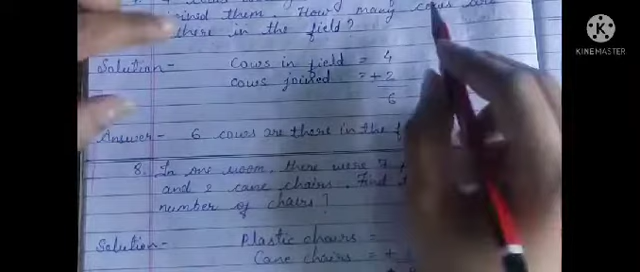 joined them. How many cows are
there in the field?
Solution- cows in field = 4
cows joined = + 2
6
Answer- 6 cows are there in the f
8. In one room, there were 7
and 2 cane chairs. Find
number of chairs?
Solution- Plastic chairs =
Cane chairs = +
K
KINEMASTER